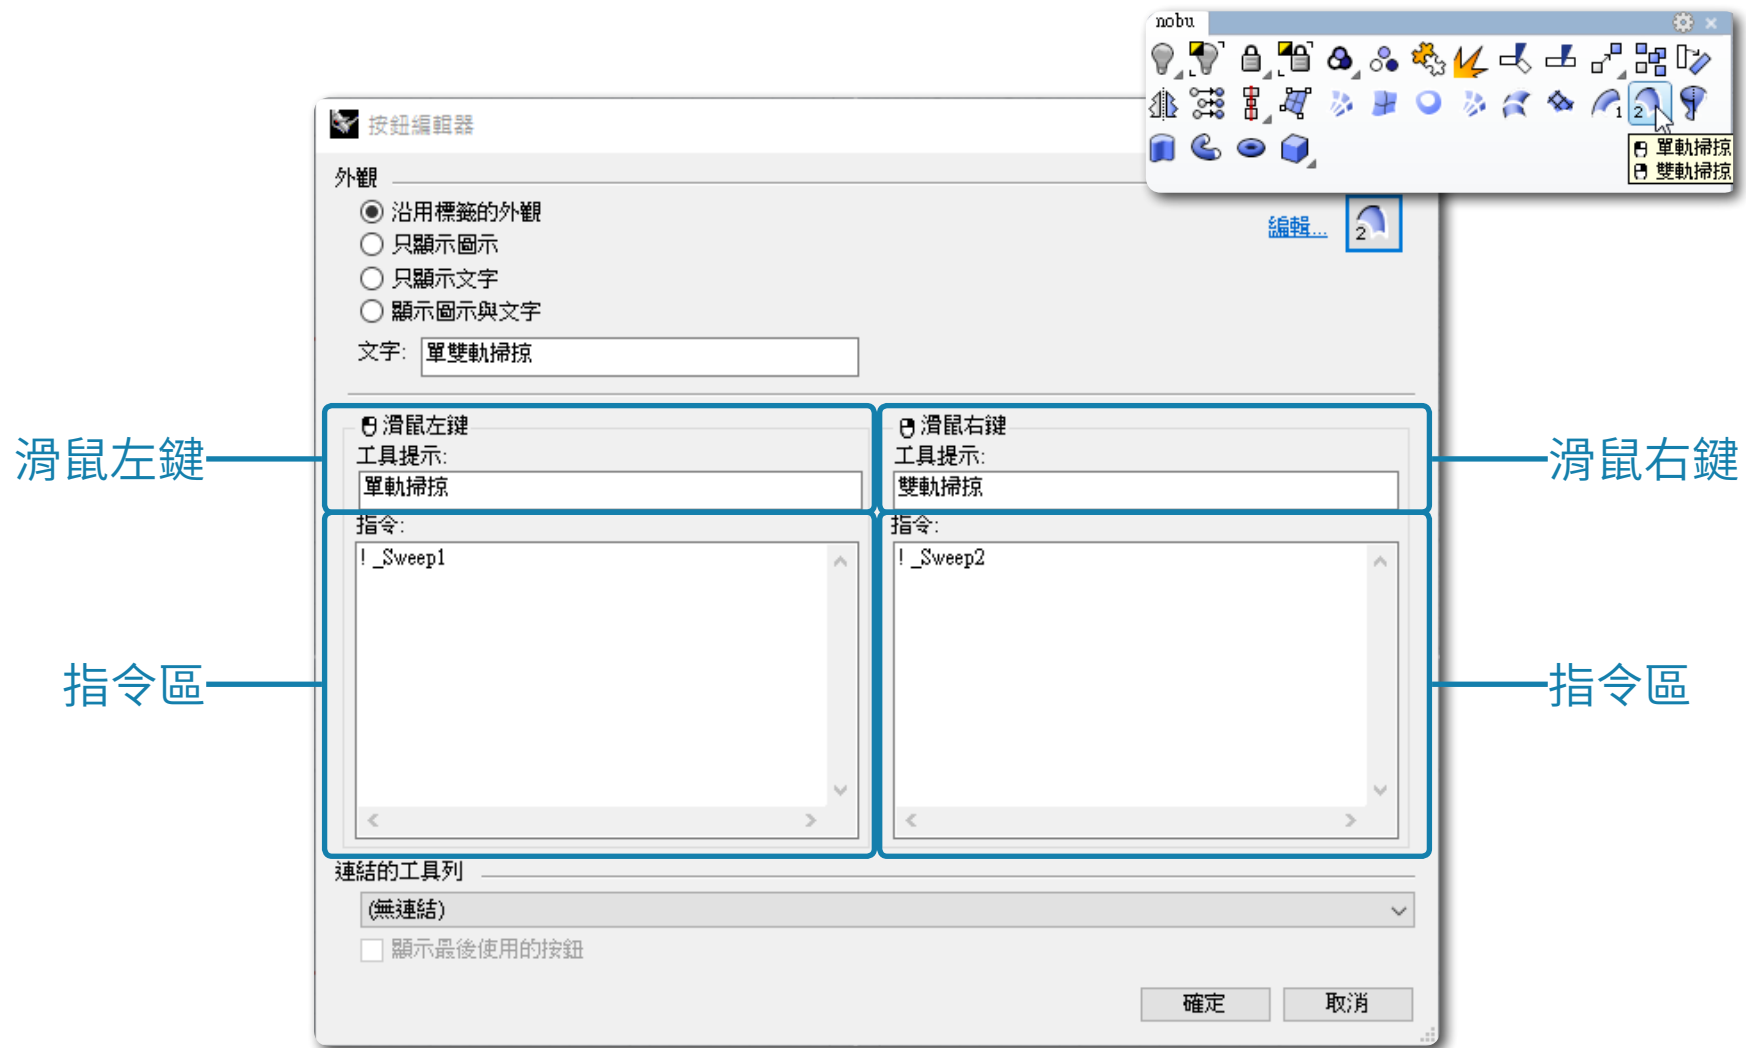 nobu
1
2
單軌掃掠
雙軌掃掠
按鈕編輯器
外觀
沿用標籤的外觀
只顯示圖示
只顯示文字
顯示圖示與文字
編輯...
2
文字: 單雙軌掃掠
滑鼠左鍵
滑鼠左鍵
工具提示:
單軌掃掠
指令區
指令:
! _Sweep1
滑鼠右鍵
滑鼠右鍵
工具提示:
雙軌掃掠
指令區
指令:
! _Sweep2
連結的工具列
(無連結)
顯示最後使用的按鈕
確定
取消